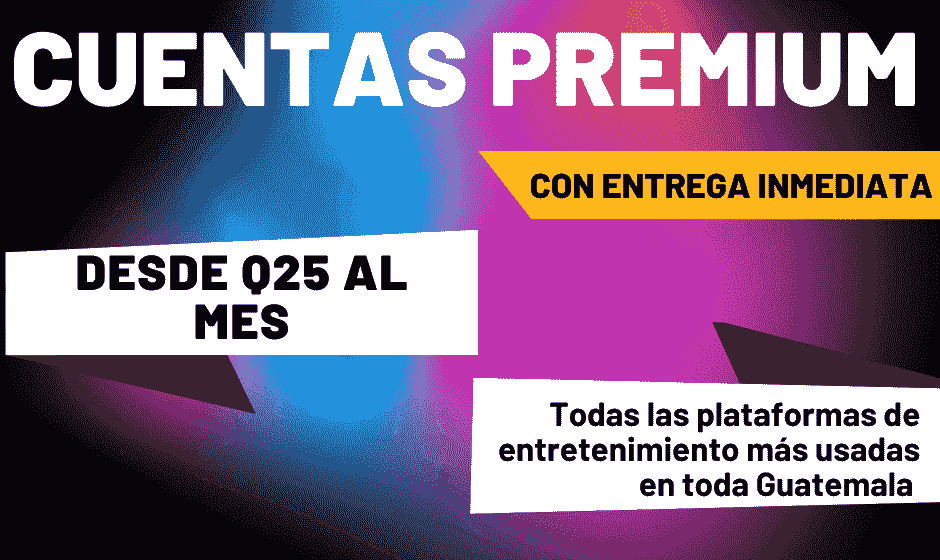 CUENTAS PREMIUM
CON ENTREGA INMEDIATA
DESDE Q25 AL
MES
Todas las plataformas de
entretenimiento más usadas
en toda Guatemala